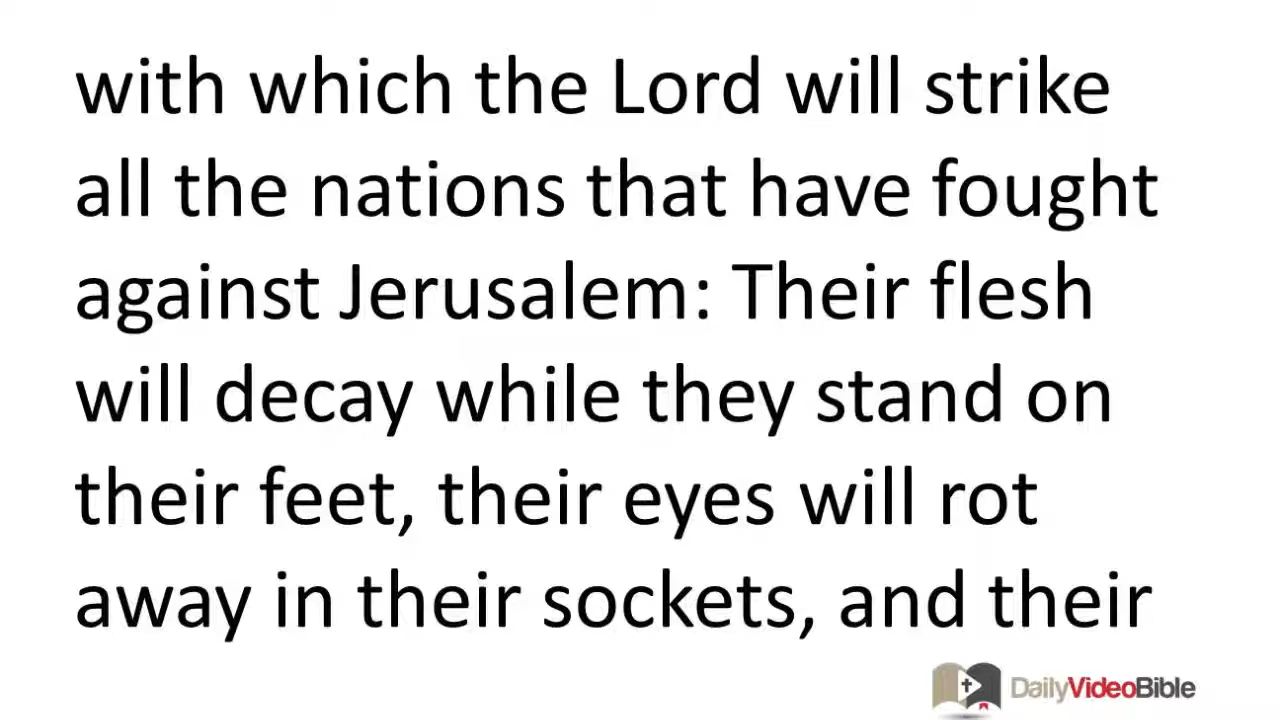 with which the Lord will strike
all the nations that have fought
against Jerusalem: Their flesh
will decay while they stand on
their feet, their eyes will rot
away in their sockets, and their
DailyVideoBible